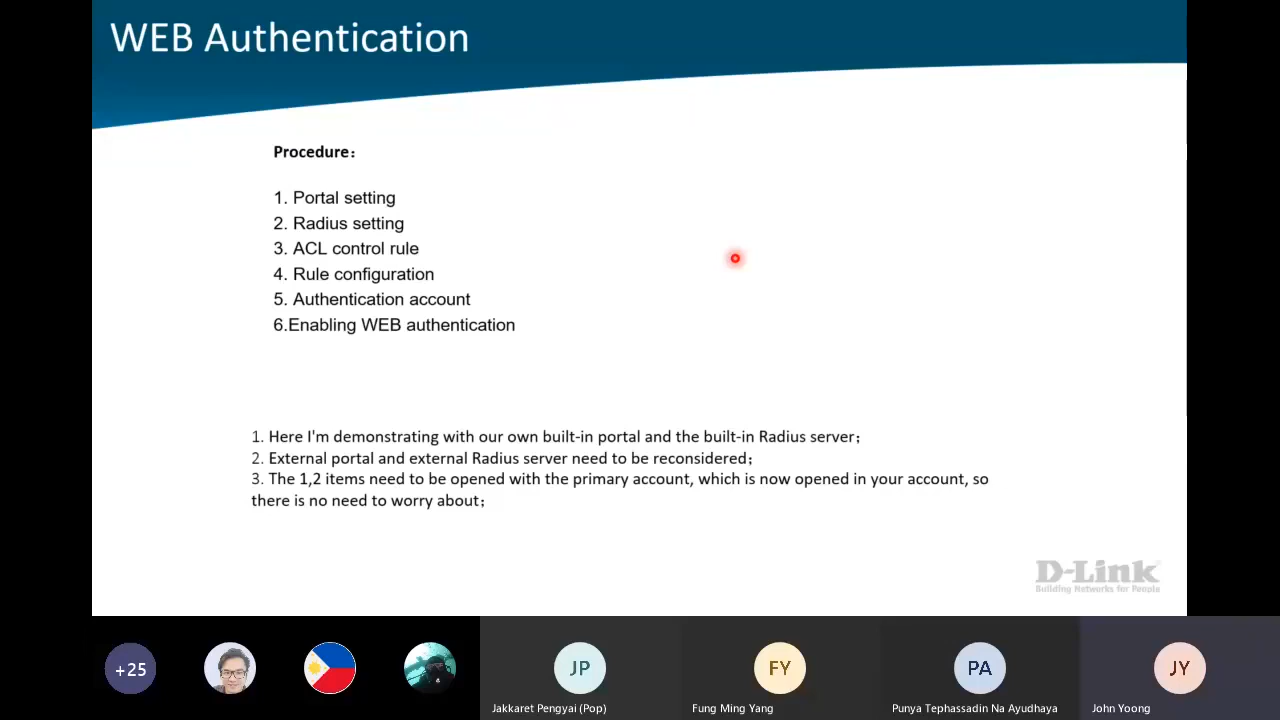 WEB Authentication
Procedure：
1. Portal setting
2. Radius setting
3. ACL control rule
4. Rule configuration
5. Authentication account
6.Enabling WEB authentication
1. Here I'm demonstrating with our own built-in portal and the built-in Radius server；
2. External portal and external Radius server need to be reconsidered；
3. The 1,2 items need to be opened with the primary account, which is now opened in your account, so
there is no need to worry about；
D-Link
Building Networks for People
+25
JP
FY
PA
JY
Jakkaret Pengyai (Pop)
Fung Ming Yang
Punya Tephassadin Na Ayudhaya
John Yoong